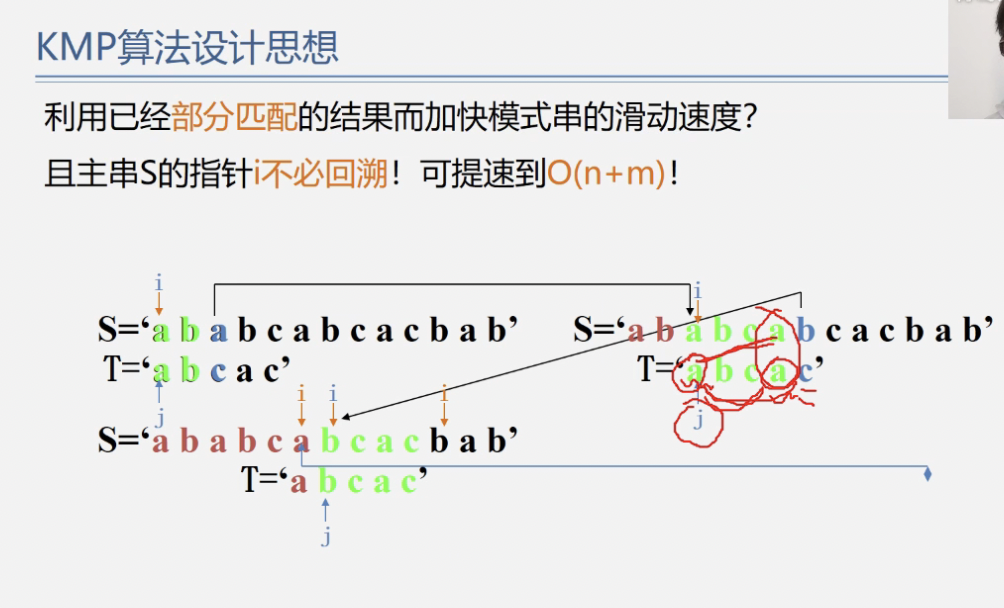 KMP算法设计思想
利用已经部分匹配的结果而加快模式串的滑动速度?
且主串S的指针i不必回溯！可提速到O(n+m)！
i
S=‘a b a b c a b c a c b a b’
T=‘a b c a c’
j
i
S=‘a b a b c a b c a c b a b’
T=‘a b c a c’
j
i i i
S=‘a b a b c a b c a c b a b’
T=‘a b c a c’
j